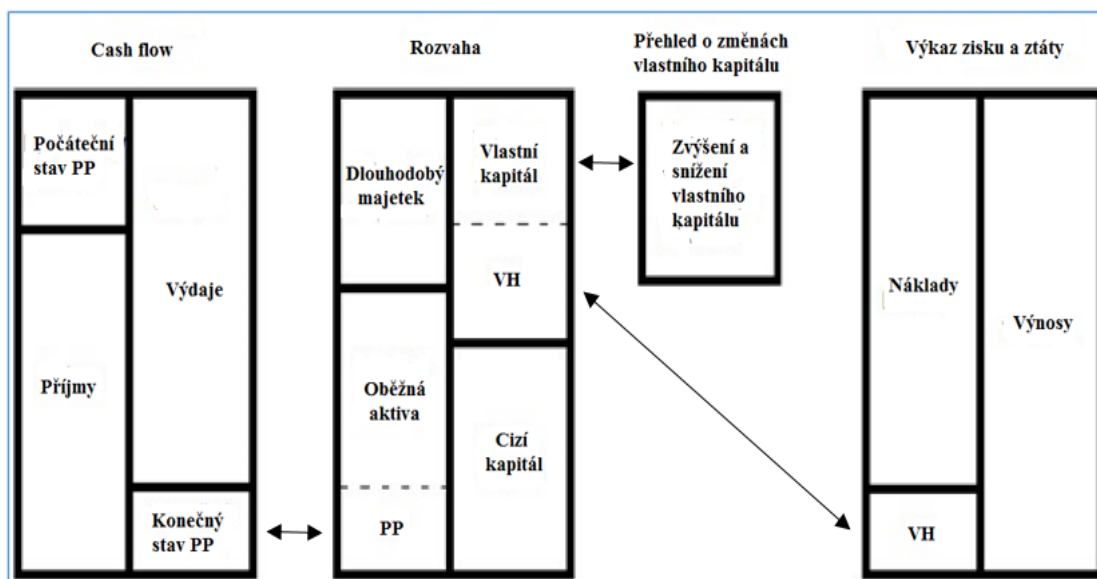 Cash flow
Počáteční
stav PP
Příjmy
Výdaje
Konečný
stav PP
Rozvaha
Dlouhodobý
majetek
Oběžná
aktiva
PP
Vlastní
kapitál
VH
Cizí
kapitál
Přehled o změnách
vlastního kapitálu
Zvýšení a
snížení
vlastního
kapitálu
Výkaz zisku a ztáty
Náklady
VH
Výnosy